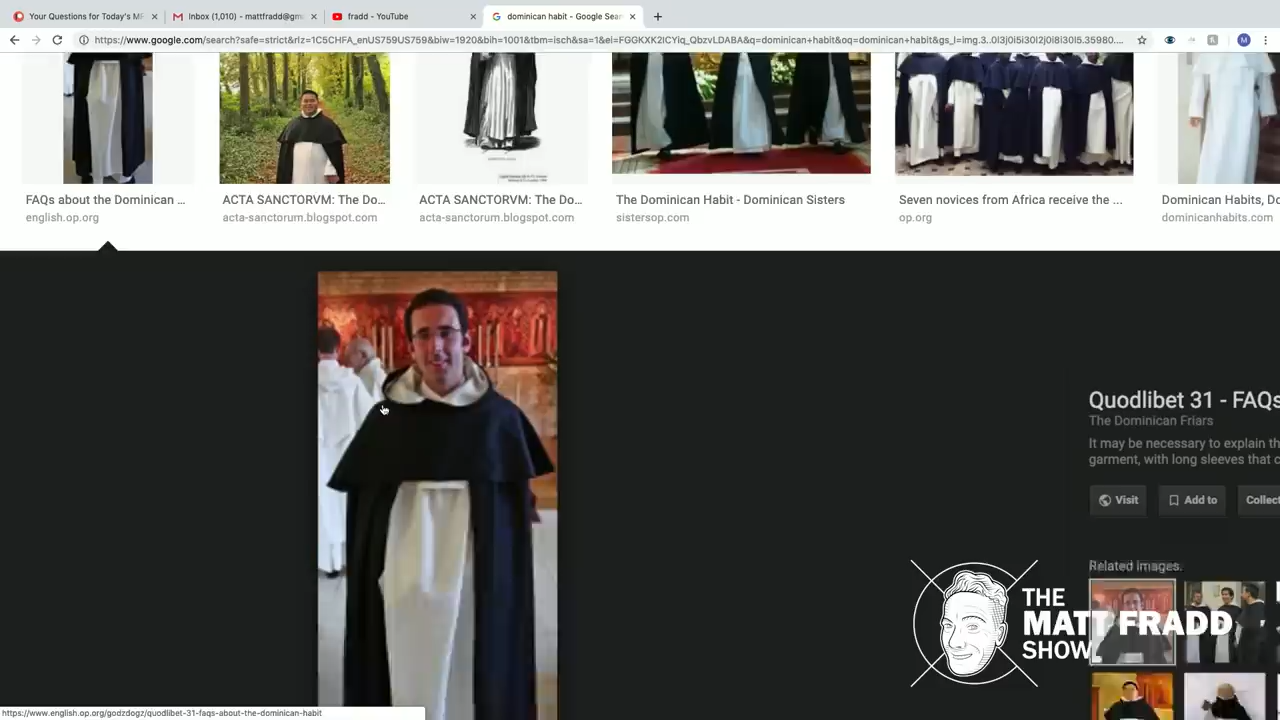 Your Questions for Today's MF
Inbox (1,010) - mattfradd@gm
fradd - YouTube
dominican habit - Google Sear
https://www.google.com/search?safe=strict&rlz=1C5CHFA_enUS759US759&biw=1920&bih=1001&tbm=isch&sa=1&ei=FGGKXK2ICYiq_QbzvLDABA&q=dominican+habit&oq=dominican+habit&gs_l=img.3..0l3j0i5i30l2j0i8i30l5.35980....
M
FAQs about the Dominican ...
ACTA SANCTORVM: The Do...
ACTA SANCTORVM: The Do...
The Dominican Habit - Dominican Sisters
Seven novices from Africa receive the ...
Dominican Habits, Do
english.op.org
acta-sanctorum.blogspot.com
acta-sanctorum.blogspot.com
sistersop.com
op.org
dominicanhabits.com
Quodlibet 31 - FAQs
The Dominican Friars
It may be necessary to explain th
garment, with long sleeves that c
Visit
Add to
Collect
Related images:
THE
MATT FRADD
SHOW
https://www.english.op.org/godzdogz/quodlibet-31-faqs-about-the-dominican-habit